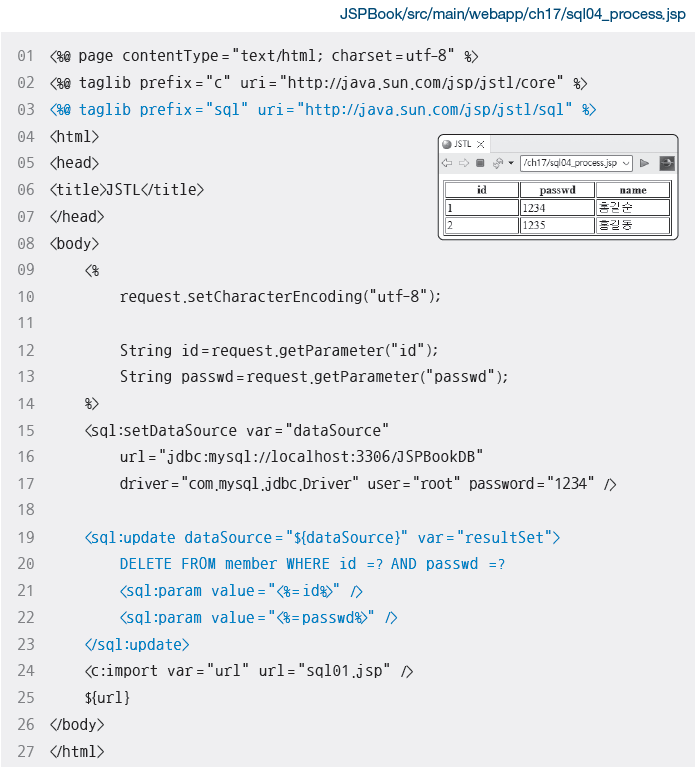 JSPBook/src/main/webapp/ch17/sql04_process.jsp
01 <%@ page contentType="text/html; charset=utf-8" %>
02 <%@ taglib prefix="c" uri="http://java.sun.com/jsp/jstl/core" %>
03 <%@ taglib prefix="sql" uri="http://java.sun.com/jsp/jstl/sql" %>
04 <html>
05 <head>
06 <title>JSTL</title>
07 </head>
08 <body>
09 <%
10 request.setCharacterEncoding("utf-8");
11
12 String id=request.getParameter("id");
13 String passwd=request.getParameter("passwd");
14 %>
15 <sql:setDataSource var="dataSource"
16 url="jdbc:mysql://localhost:3306/JSPBookDB"
17 driver="com.mysql.jdbc.Driver" user="root" password="1234" />
18
19 <sql:update dataSource="${dataSource}" var="resultSet">
20 DELETE FROM member WHERE id =? AND passwd =?
21 <sql:param value="<%=id%>" />
22 <sql:param value="<%=passwd%>" />
23 </sql:update>
24 <c:import var="url" url="sql01.jsp" />
25 ${url}
26 </body>
27 </html>
JSTL
/ch17/sql04_process.jsp
id passwd name
1 1234 홍길순
2 1235 홍길동